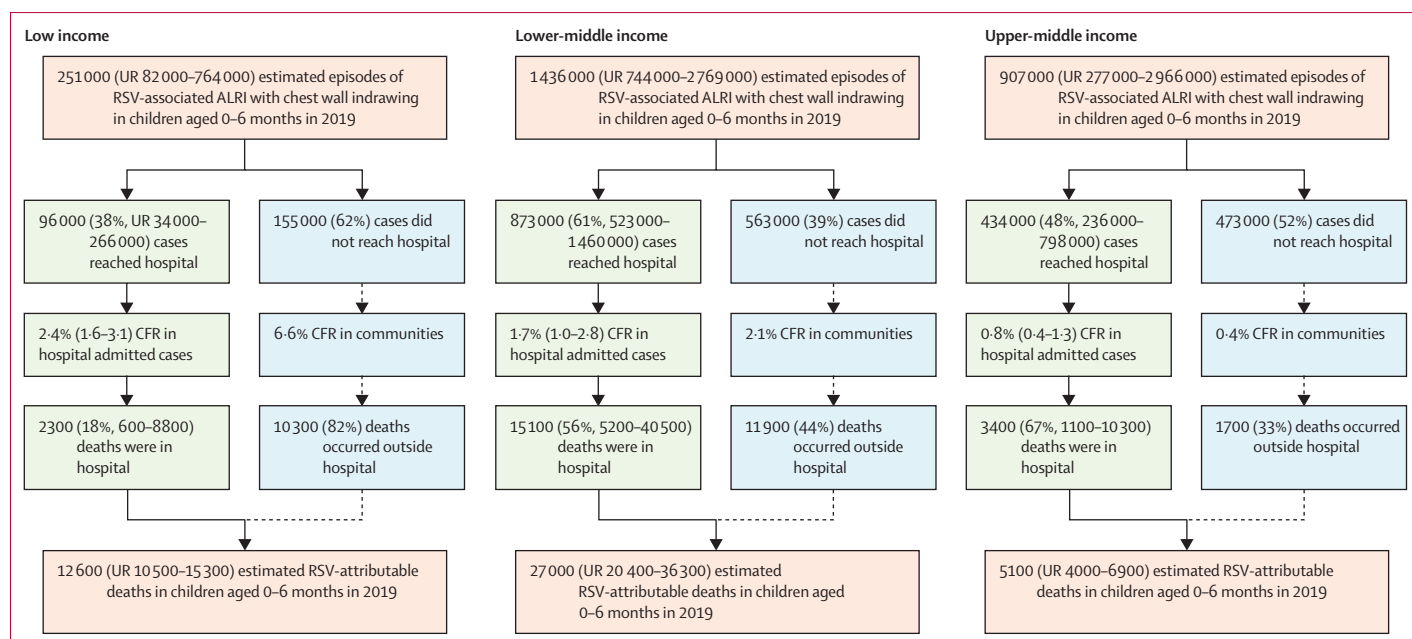 Low income
251 000 (UR 82 000–764 000) estimated episodes of
RSV-associated ALRI with chest wall indrawing
in children aged 0–6 months in 2019
96 000 (38%, UR 34 000–
266 000) cases
reached hospital
155 000 (62%) cases did
not reach hospital
2·4% (1·6–3·1) CFR in
hospital admitted cases
6·6% CFR in communities
2300 (18%, 600–8800)
deaths were in
hospital
10 300 (82%) deaths
occurred outside
hospital
12 600 (UR 10 500–15 300) estimated RSV-attributable
deaths in children aged 0–6 months in 2019
Lower-middle income
1 436 000 (UR 744 000–2 769 000) estimated episodes of
RSV-associated ALRI with chest wall indrawing
in children aged 0–6 months in 2019
873 000 (61%, 523 000–
1 460 000) cases
reached hospital
563 000 (39%) cases did
not reach hospital
1·7% (1·0–2·8) CFR in
hospital admitted cases
2·1% CFR in communities
15 100 (56%, 5200–40 500)
deaths were in
hospital
11 900 (44%) deaths
occurred outside
hospital
27 000 (UR 20 400–36 300) estimated
RSV-attributable deaths in children aged
0–6 months in 2019
Upper-middle income
907 000 (UR 277 000–2 966 000) estimated episodes of
RSV-associated ALRI with chest wall indrawing
in children aged 0–6 months in 2019
434 000 (48%, 236 000–
798 000) cases
reached hospital
473 000 (52%) cases did
not reach hospital
0·8% (0·4–1·3) CFR in
hospital admitted cases
0·4% CFR in communities
3400 (67%, 1100–10 300)
deaths were in
hospital
1700 (33%) deaths occurred
outside hospital
5100 (UR 4000–6900) estimated RSV-attributable
deaths in children aged 0–6 months in 2019